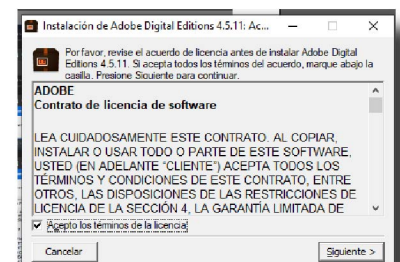 Instalación de Adobe Digital Editions 4.5.11: Ac...
Por favor, revise el acuerdo de licencia antes de instalar Adobe Digital
Editions 4.5.11. Si acepta todos los términos del acuerdo, marque abajo la
casilla. Presione Siguiente para continuar.
ADOBE
Contrato de licencia de software
LEA CUIDADOSAMENTE ESTE CONTRATO. AL COPIAR,
INSTALAR O USAR TODO O PARTE DE ESTE SOFTWARE,
USTED (EN ADELANTE “CLIENTE”) ACEPTA TODOS LOS
TÉRMINOS Y CONDICIONES DE ESTE CONTRATO, ENTRE
OTROS, LAS DISPOSICIONES DE LAS RESTRICCIONES DE
LICENCIA DE LA SECCIÓN 4, LA GARANTÍA LIMITADA DE
Acepto los términos de la licencia
Cancelar
Siguiente >